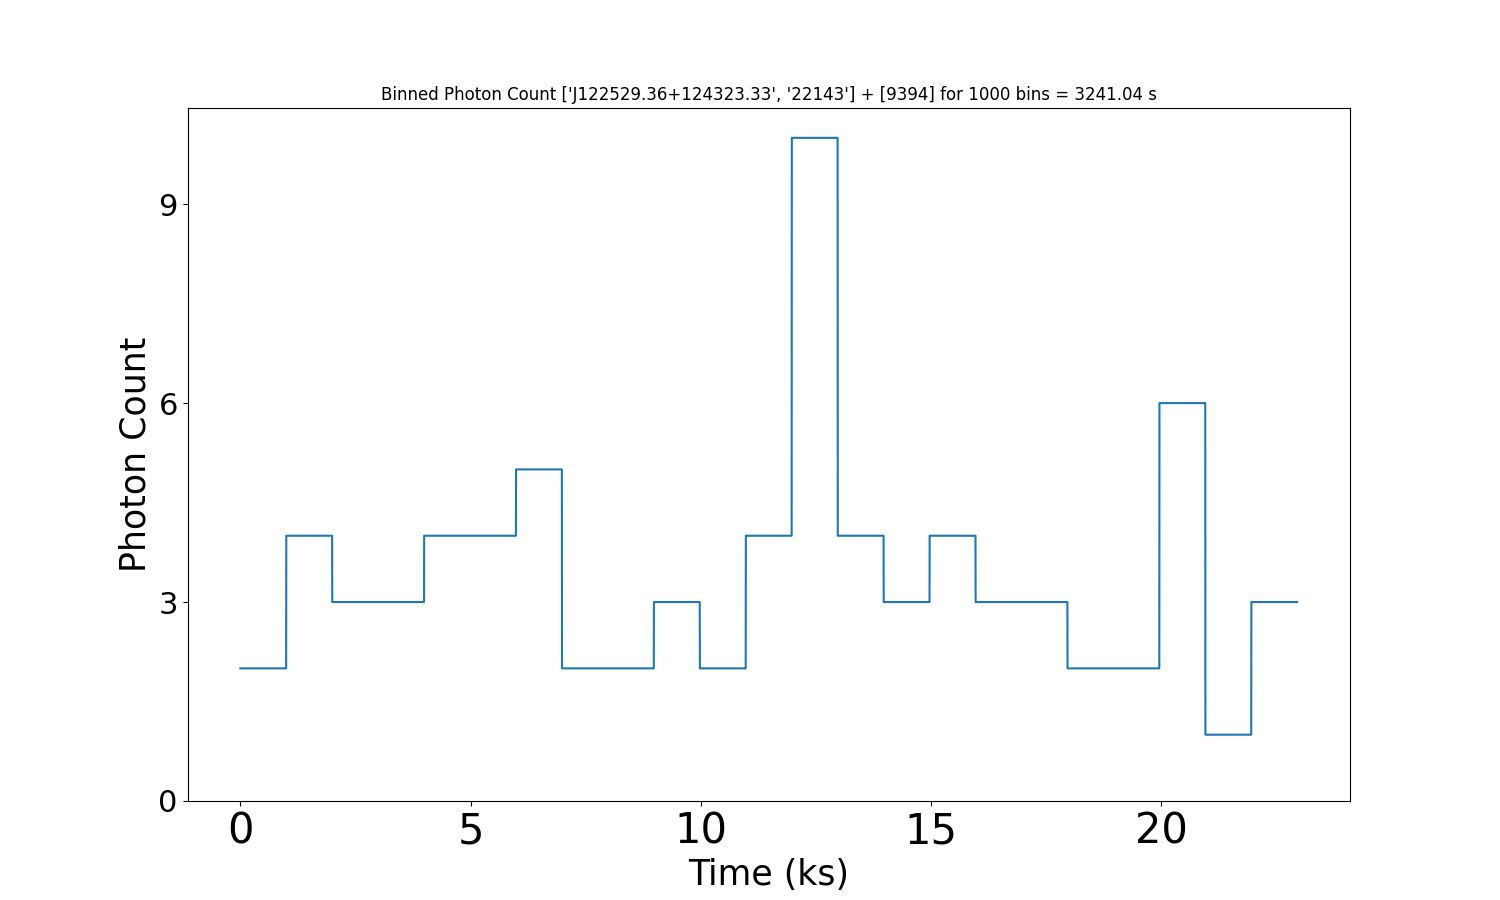 Binned Photon Count ['J122529.36+124323.33', '22143'] + [9394] for 1000 bins = 3241.04 s
9
6
3
0
Photon Count
0 5 10 15 20
Time (ks)